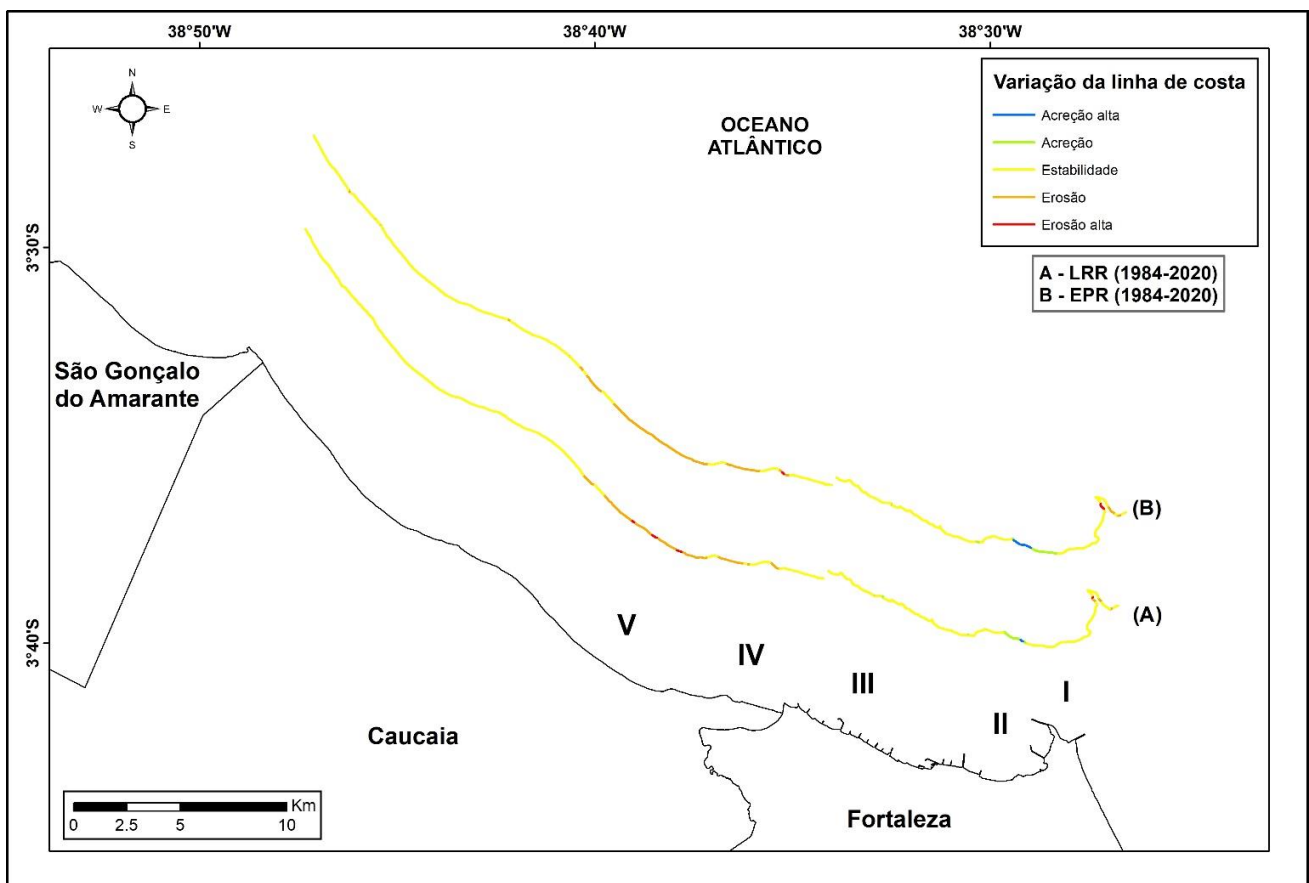 38°50'W
38°40'W
38°30'W
N
W
E
S
OCEANO
ATLÂNTICO
Variação da linha de costa
Acreção alta
Acreção
Estabilidade
Erosão
Erosão alta
3°30'S
A - LRR (1984-2020)
B - EPR (1984-2020)
São Gonçalo
do Amarante
(B)
(A)
3°40'S
V
IV
III
II
I
Caucaia
Fortaleza
Km
0
2.5
5
10